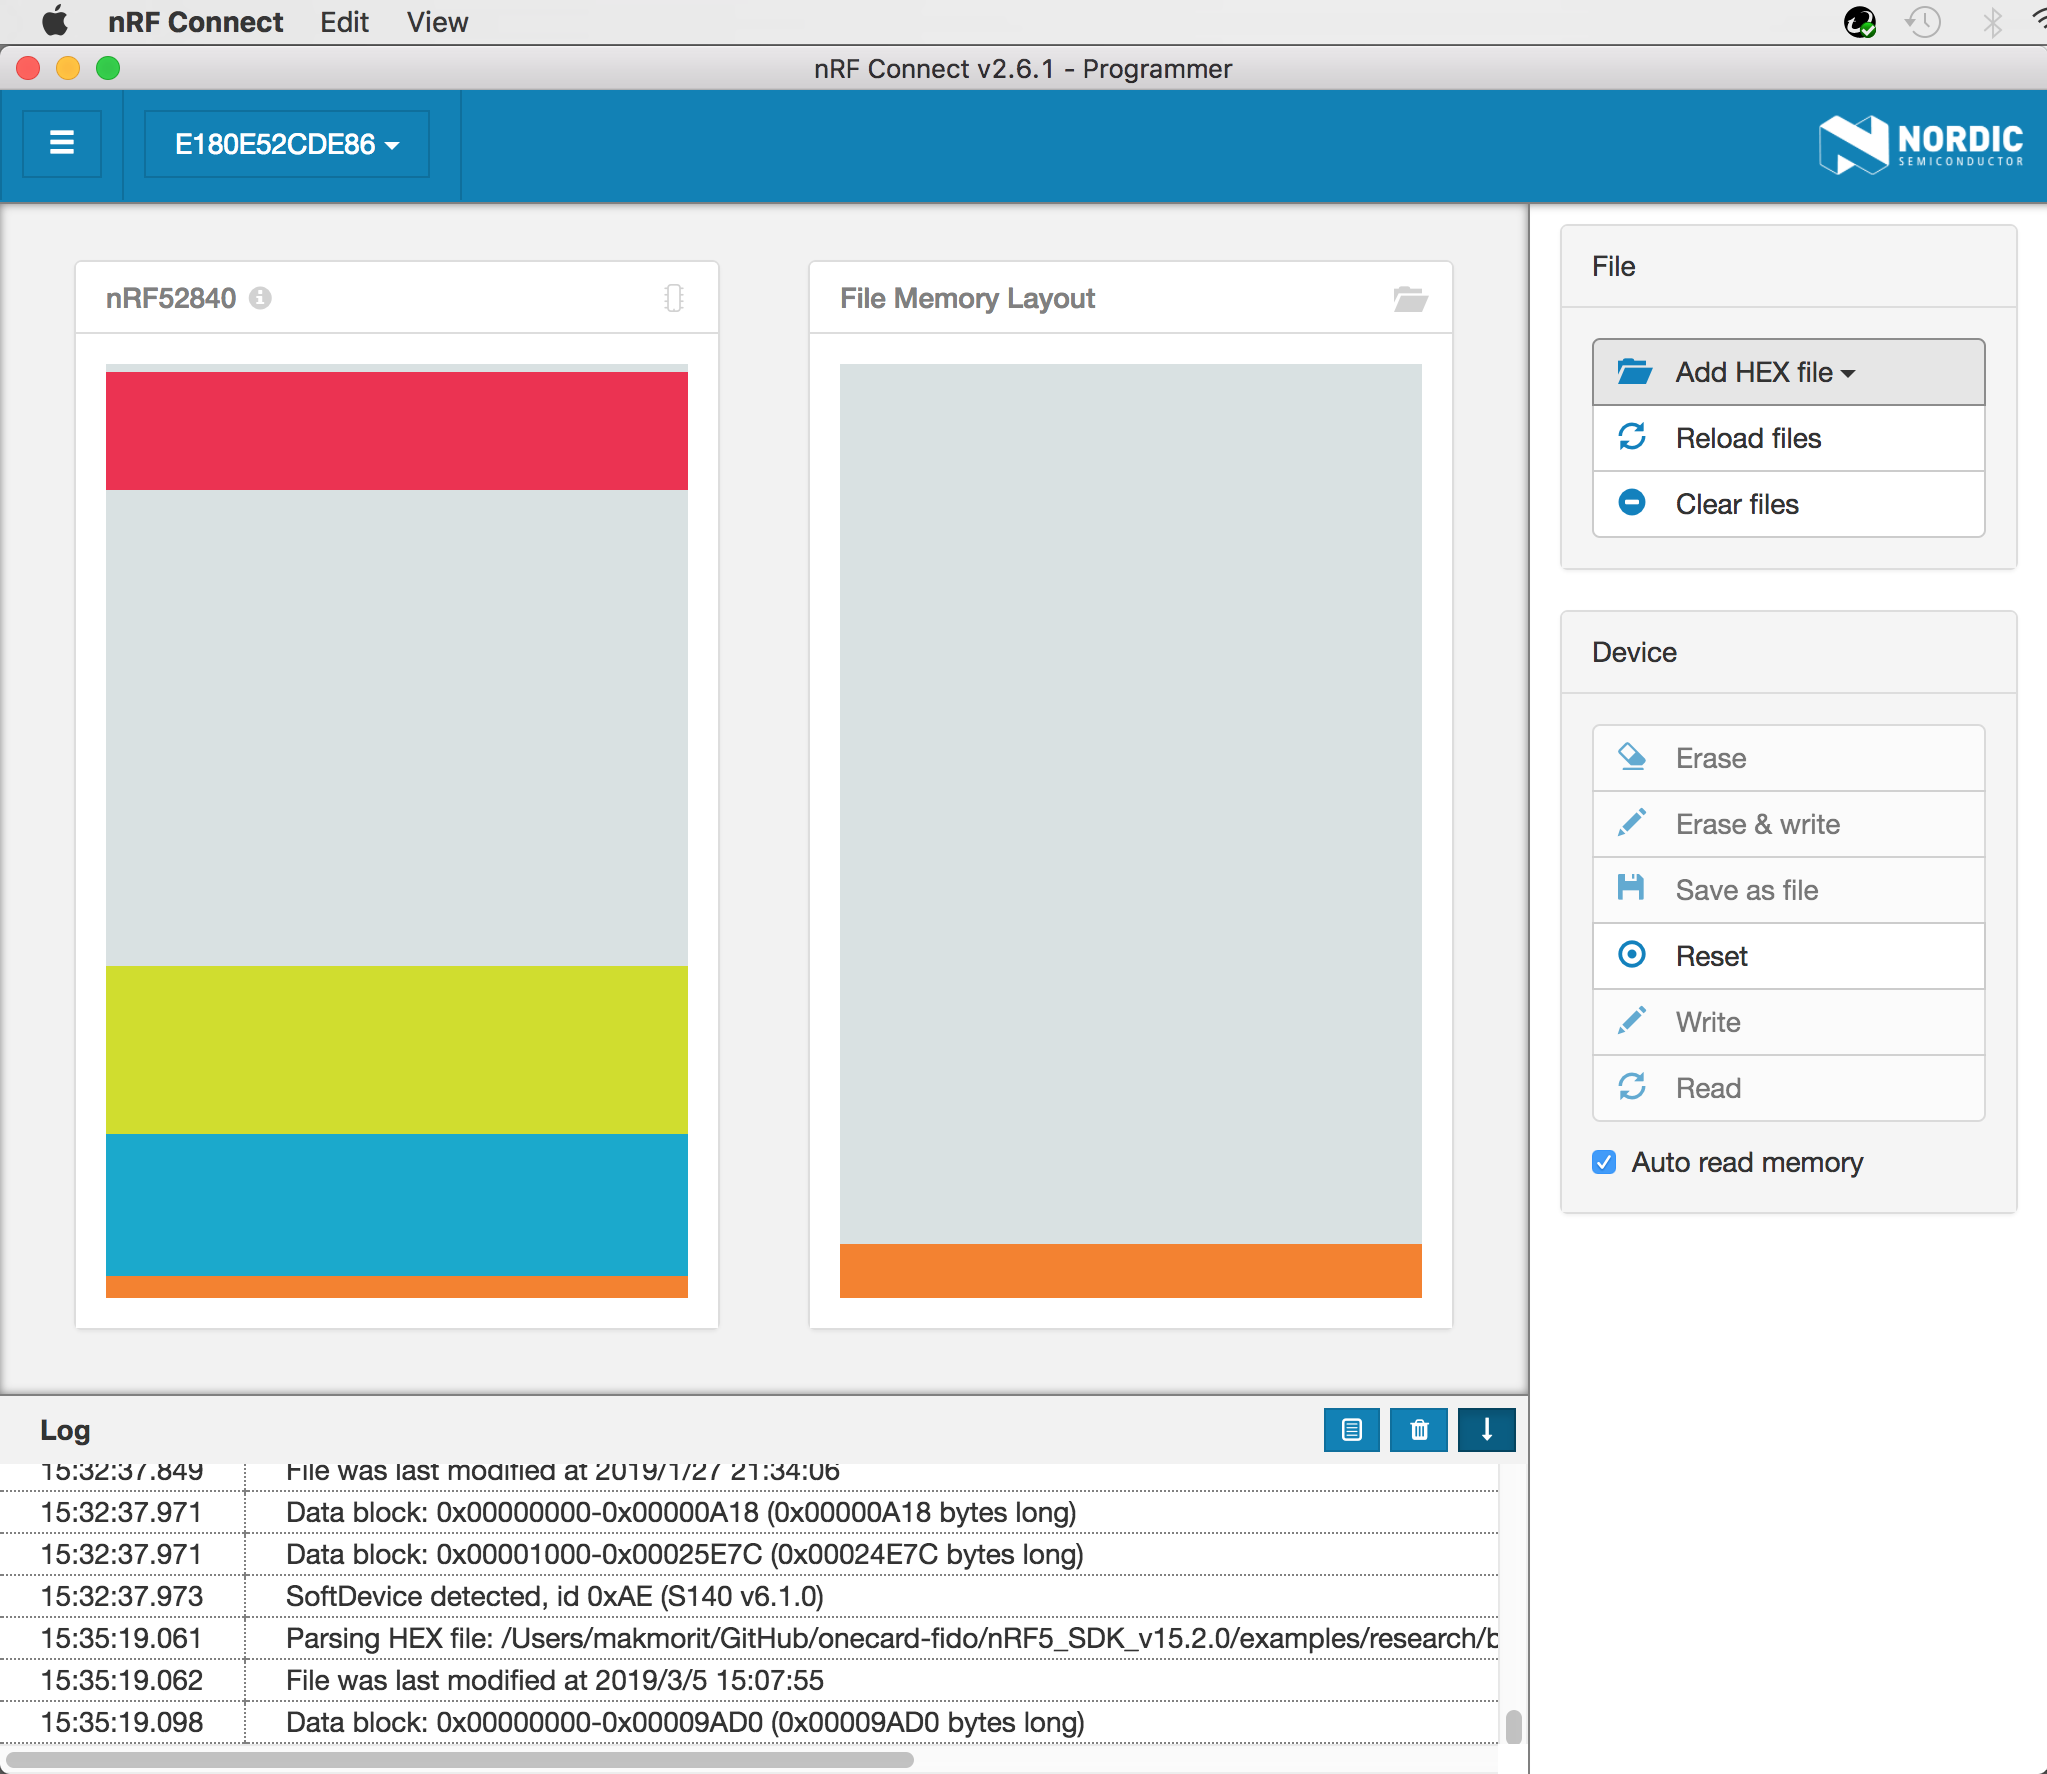 nRF Connect Edit View
nRF Connect v2.6.1 - Programmer
E180E52CDE86
NORDIC
SEMICONDUCTOR
nRF52840
File Memory Layout
File
Add HEX file
Reload files
Clear files
Device
Erase
Erase & write
Save as file
Reset
Write
Read
Auto read memory
Log
15:32:37.849 File was last modified at 2019/1/27 21:34:06
15:32:37.971 Data block: 0x00000000-0x00000A18 (0x00000A18 bytes long)
15:32:37.971 Data block: 0x00001000-0x00025E7C (0x00024E7C bytes long)
15:32:37.973 SoftDevice detected, id 0xAE (S140 v6.1.0)
15:35:19.061 Parsing HEX file: /Users/makmorit/GitHub/onecard-fido/nRF5_SDK_v15.2.0/examples/research/b
15:35:19.062 File was last modified at 2019/3/5 15:07:55
15:35:19.098 Data block: 0x00000000-0x00009AD0 (0x00009AD0 bytes long)